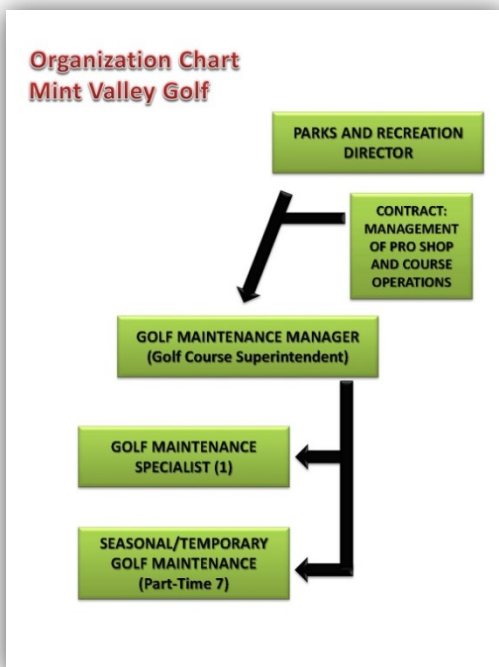 Organization Chart
Mint Valley Golf
PARKS AND RECREATION
DIRECTOR
CONTRACT:
MANAGEMENT
OF PRO SHOP
AND COURSE
OPERATIONS
GOLF MAINTENANCE MANAGER
(Golf Course Superintendent)
GOLF MAINTENANCE
SPECIALIST (1)
SEASONAL/TEMPORARY
GOLF MAINTENANCE
(Part-Time 7)